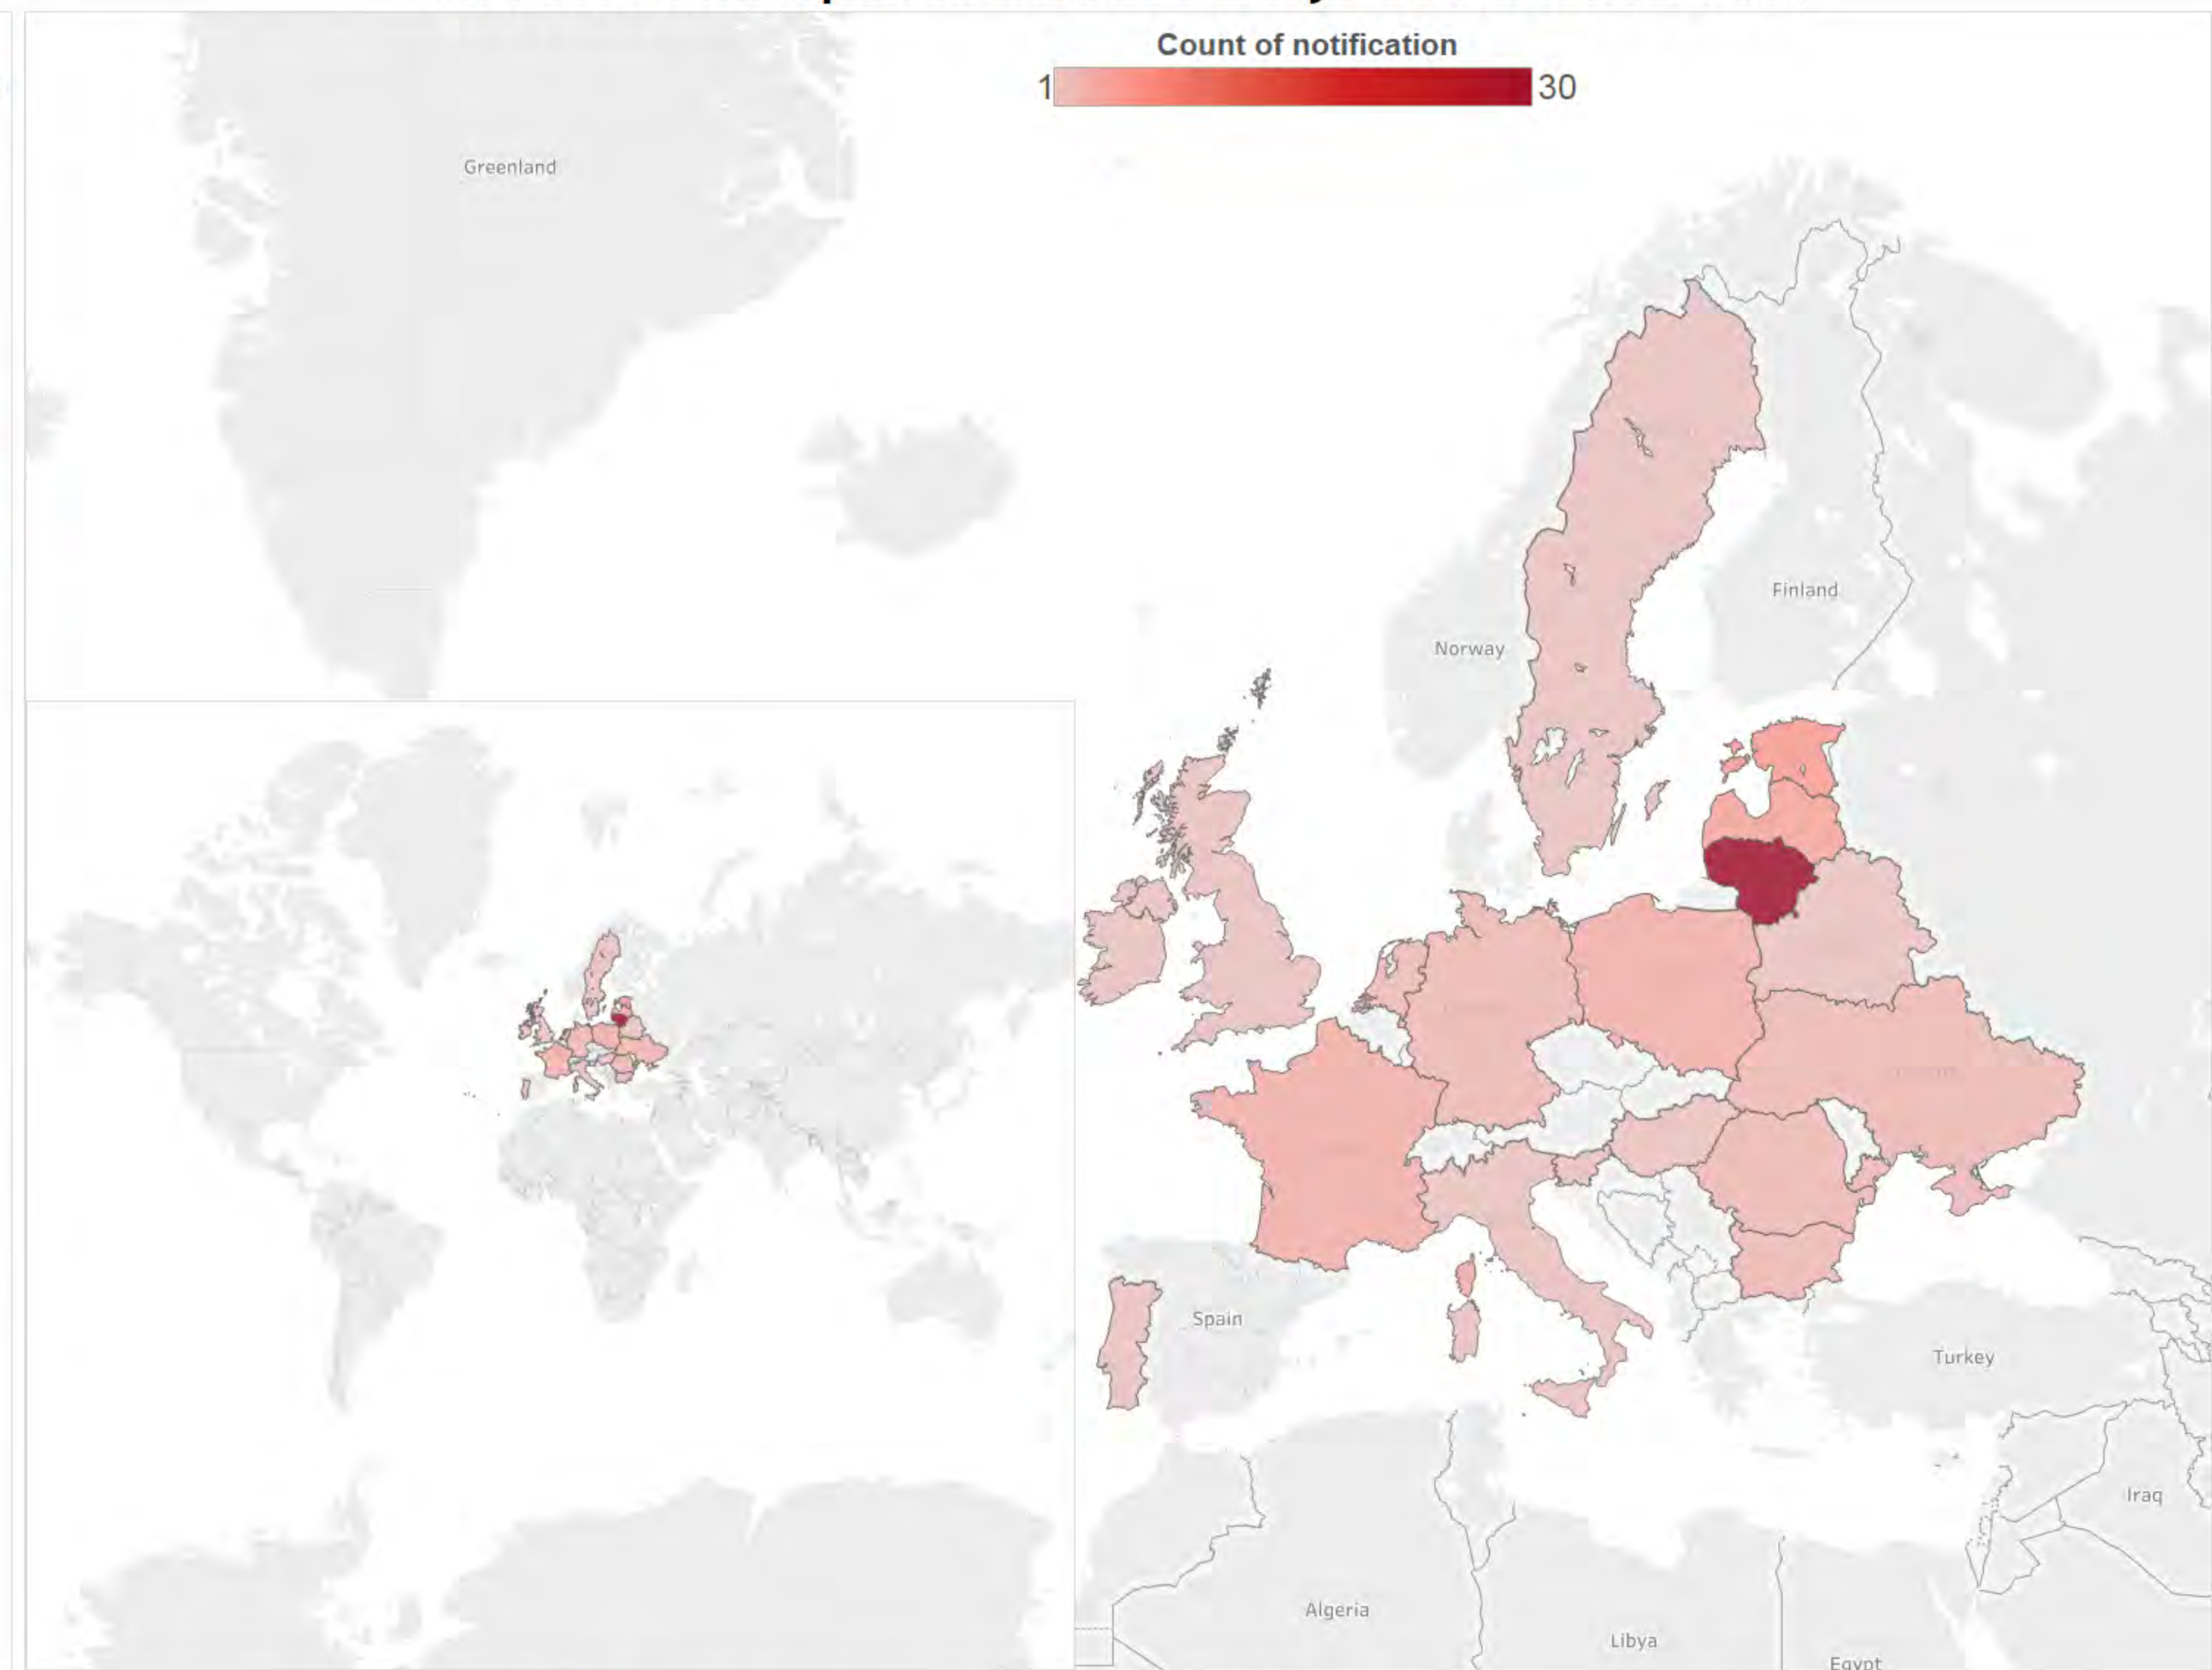 Count of notification
1 30
Greenland
Finland
Norway
Spain
Turkey
Iraq
Algeria
Libya
Egypt